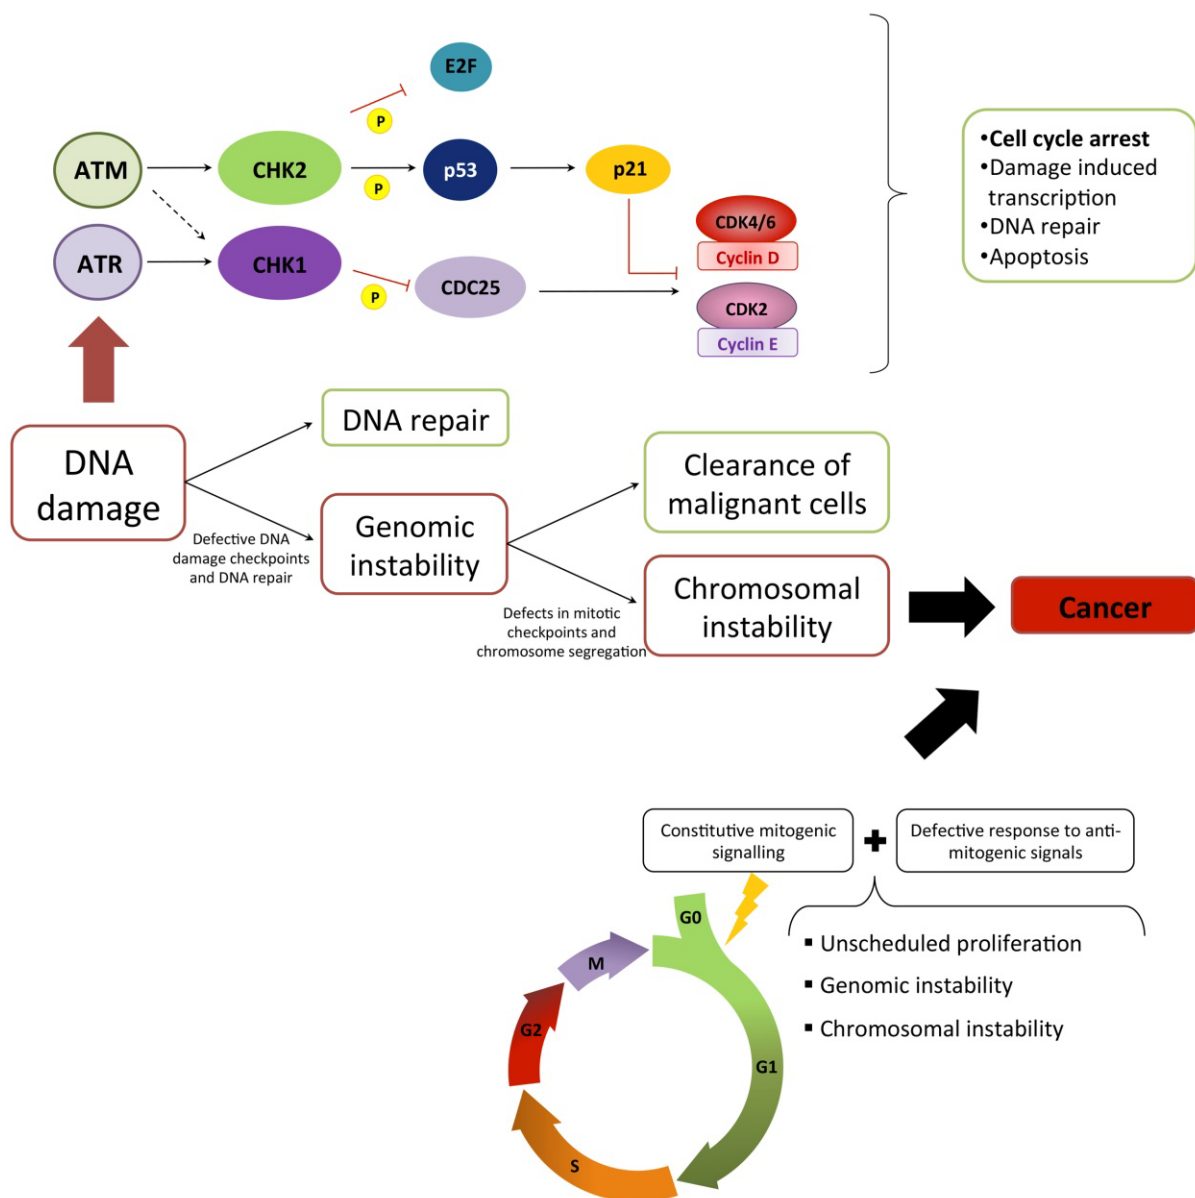 E2F
P
ATM
CHK2
P
p53
p21
CDK4/6
Cyclin D
ATR
CHK1
P
CDC25
CDK2
Cyclin E
•Cell cycle arrest
•Damage induced
transcription
•DNA repair
•Apoptosis
DNA
damage
DNA repair
Defective DNA
damage checkpoints
and DNA repair
Genomic
instability
Clearance of
malignant cells
Defects in mitotic
checkpoints and
chromosome segregation
Chromosomal
instability
Cancer
Constitutive mitogenic
signalling
Defective response to anti-
mitogenic signals
▪ Unscheduled proliferation
▪ Genomic instability
▪ Chromosomal instability
G0
M
G2
G1
S